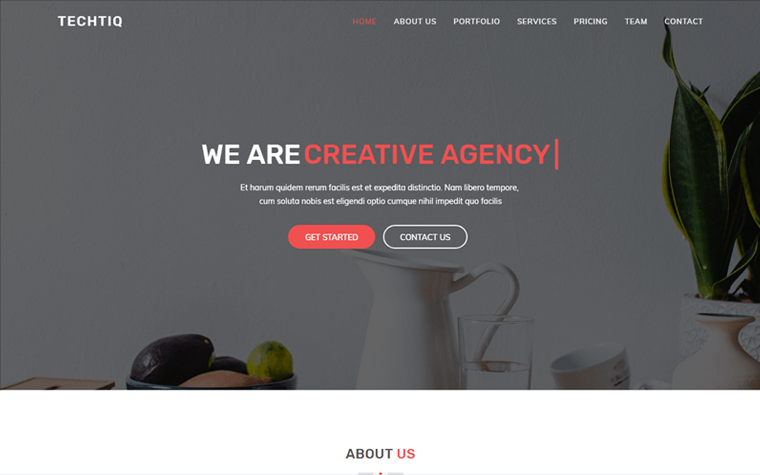 TECHTIQ
HOME ABOUT US PORTFOLIO SERVICES PRICING TEAM CONTACT
WE ARE CREATIVE AGENCY|
Et harum quidem rerum facilis est et expedita distinctio. Nam libero tempore,
cum soluta nobis est eligendi optio cumque nihil impedit quo facilis
GET STARTED CONTACT US
ABOUT US